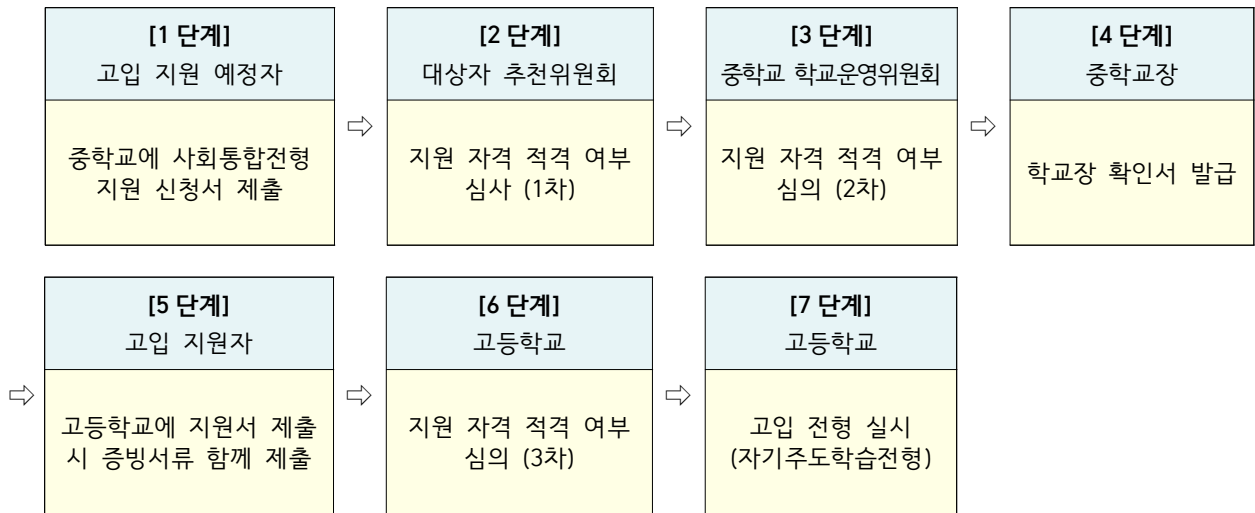 [1 단계]
고입 지원 예정자
중학교에 사회통합전형
지원 신청서 제출
⇨
[2 단계]
대상자 추천위원회
지원 자격 적격 여부
심사 (1차)
⇨
[3 단계]
중학교 학교운영위원회
지원 자격 적격 여부
심의 (2차)
⇨
[4 단계]
중학교장
학교장 확인서 발급
⇨
[5 단계]
고입 지원자
고등학교에 지원서 제출
시 증빙서류 함께 제출
⇨
[6 단계]
고등학교
지원 자격 적격 여부
심의 (3차)
⇨
[7 단계]
고등학교
고입 전형 실시
(자기주도학습전형)